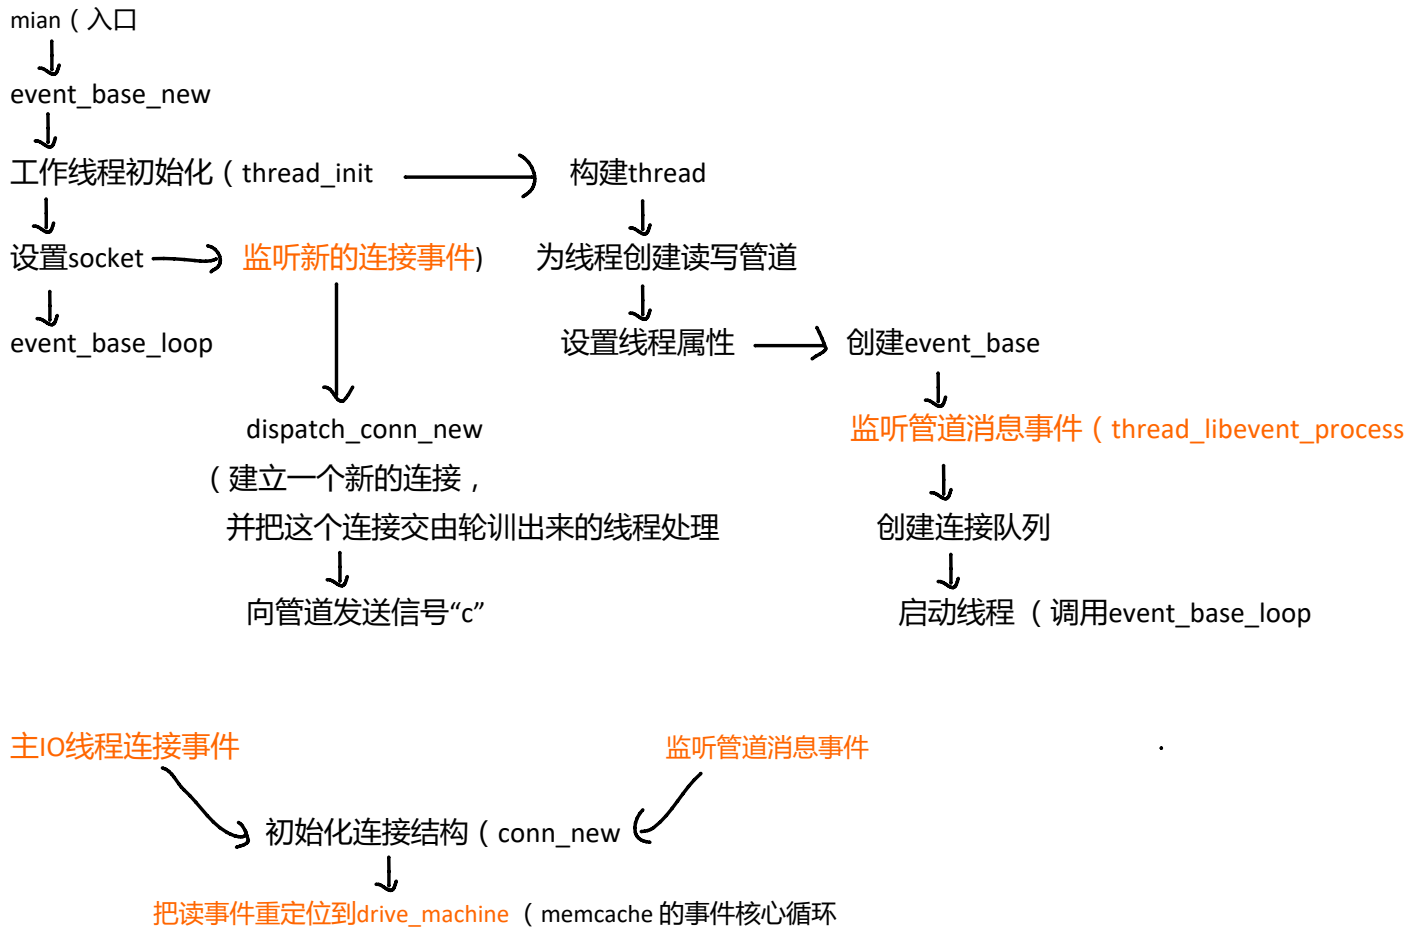 mian（入口
event_base_new
工作线程初始化（thread_init
构建thread
设置socket
监听新的连接事件)
为线程创建读写管道
event_base_loop
设置线程属性
创建event_base
dispatch_conn_new
监听管道消息事件（thread_libevent_process
（建立一个新的连接，
并把这个连接交由轮训出来的线程处理
创建连接队列
向管道发送信号“c”
启动线程（调用event_base_loop
主IO线程连接事件
监听管道消息事件
初始化连接结构（conn_new
把读事件重定位到drive_machine（memcache 的事件核心循环